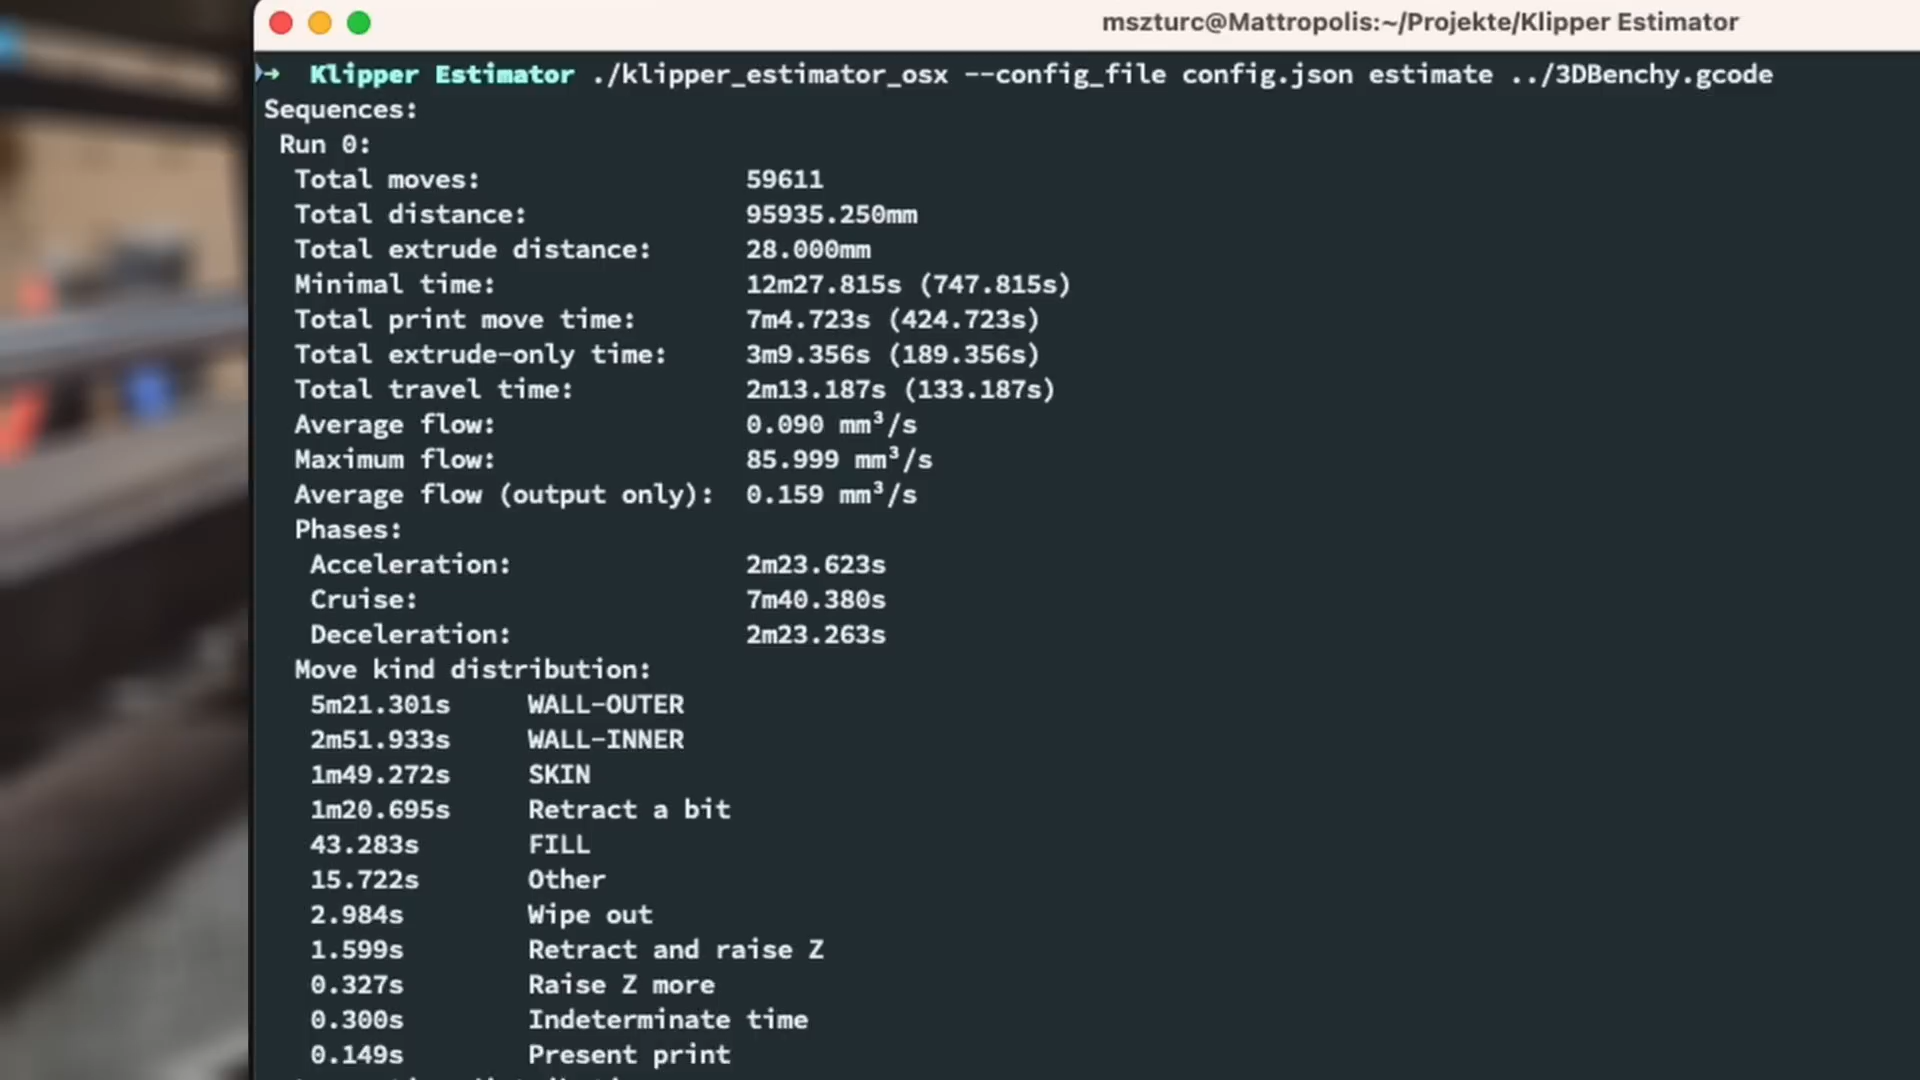 mszturc@Mattropolis:~/Projekte/Klipper Estimator
→ Klipper Estimator ./klipper_estimator_osx --config_file config.json estimate ../3DBenchy.gcode
Sequences:
Run 0:
Total moves: 59611
Total distance: 95935.250mm
Total extrude distance: 28.000mm
Minimal time: 12m27.815s (747.815s)
Total print move time: 7m4.723s (424.723s)
Total extrude-only time: 3m9.356s (189.356s)
Total travel time: 2m13.187s (133.187s)
Average flow: 0.090 mm³/s
Maximum flow: 85.999 mm³/s
Average flow (output only): 0.159 mm³/s
Phases:
Acceleration: 2m23.623s
Cruise: 7m40.380s
Deceleration: 2m23.263s
Move kind distribution:
5m21.301s WALL-OUTER
2m51.933s WALL-INNER
1m49.272s SKIN
1m20.695s Retract a bit
43.283s FILL
15.722s Other
2.984s Wipe out
1.599s Retract and raise Z
0.327s Raise Z more
0.300s Indeterminate time
0.149s Present print